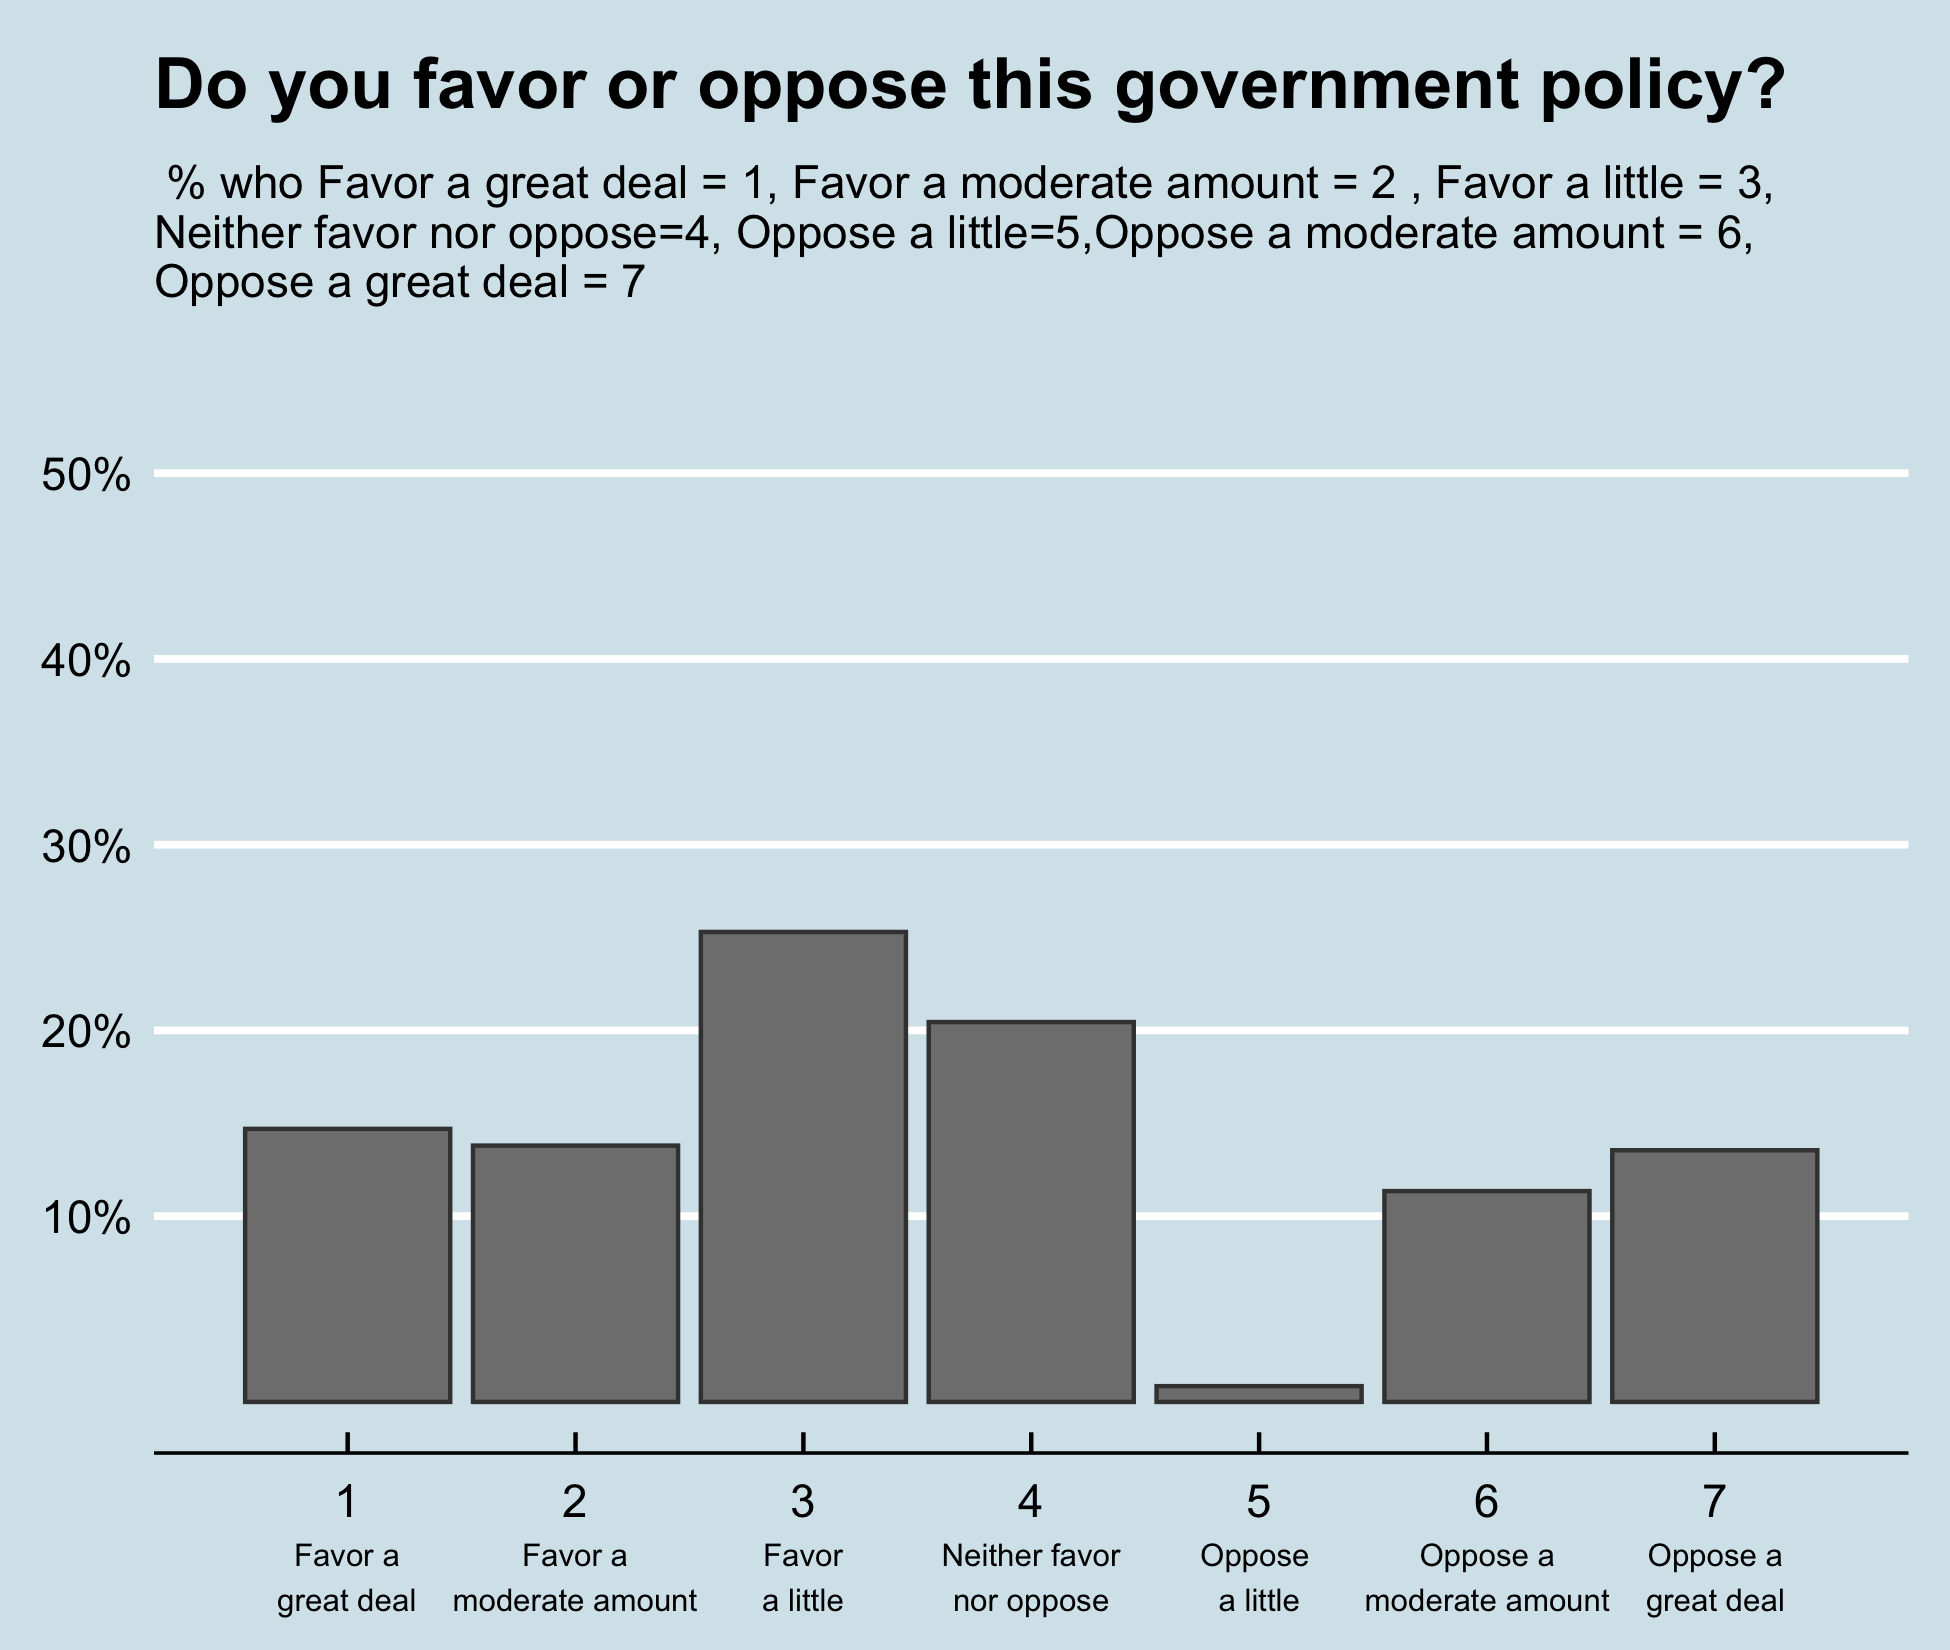 Do you favor or oppose this government policy?
% who Favor a great deal = 1, Favor a moderate amount = 2 , Favor a little = 3,
Neither favor nor oppose=4, Oppose a little=5,Oppose a moderate amount = 6,
Oppose a great deal = 7
50%
40%
30%
20%
10%
1 2 3 4 5 6 7
Favor a Favor a Favor Neither favor Oppose Oppose a Oppose a
great deal moderate amount a little nor oppose a little moderate amount great deal